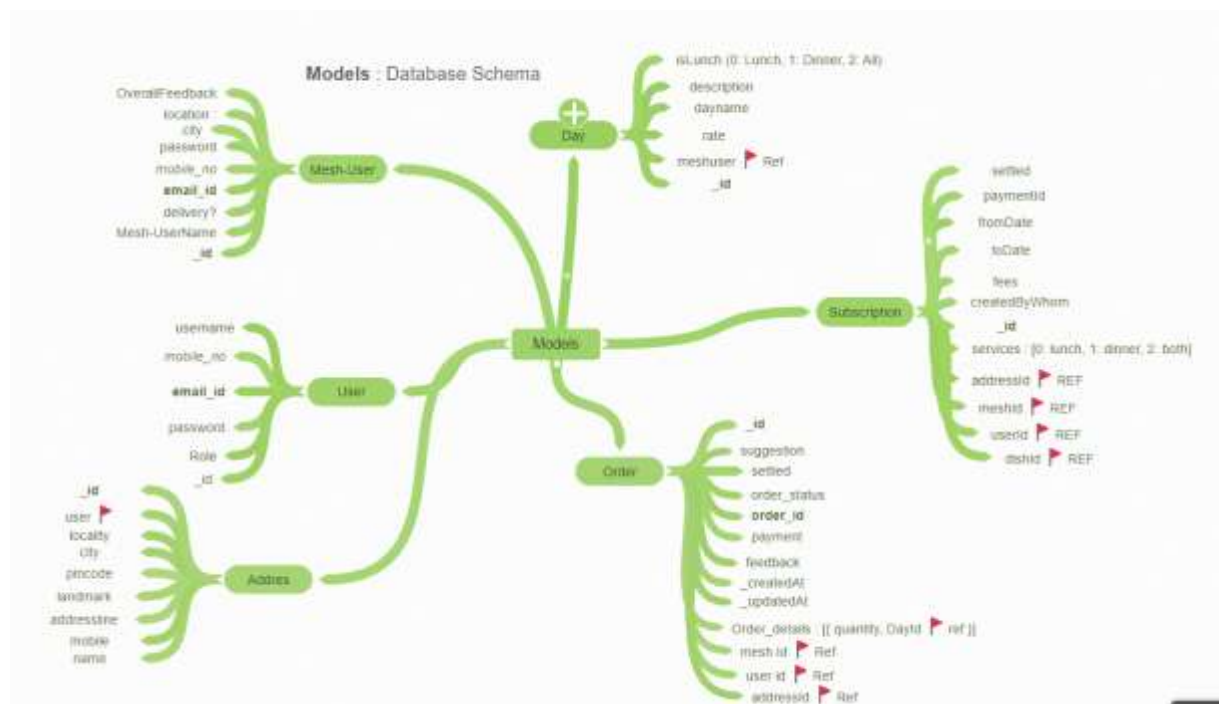 Models : Database Schema
OverallFeedback
location :
city
password
mobile_no
email_id
delivery?
Mesh-UserName
_id
Mesh-User
isLunch (0: Lunch, 1: Dinner, 2: All)
description
dayname
rate
meshuser Ref
_id
Day
settled
paymentId
fromDate
toDate
fees
createdByWhom
_id
services : [0: lunch, 1: dinner, 2: both]
addressId REF
meshId REF
userId REF
dishId REF
Subscription
Models
username
mobile_no
email_id
password
Role
_id
User
_id
user
locality
city
pincode
landmark
addressline
mobile
name
Addres
Order
_id
suggestion
settled
order_status
order_id
payment
feedback
_createdAt
_updatedAt
Order_details : [{ quantity, DayId ref }]
mesh id Ref
user id Ref
addressId Ref